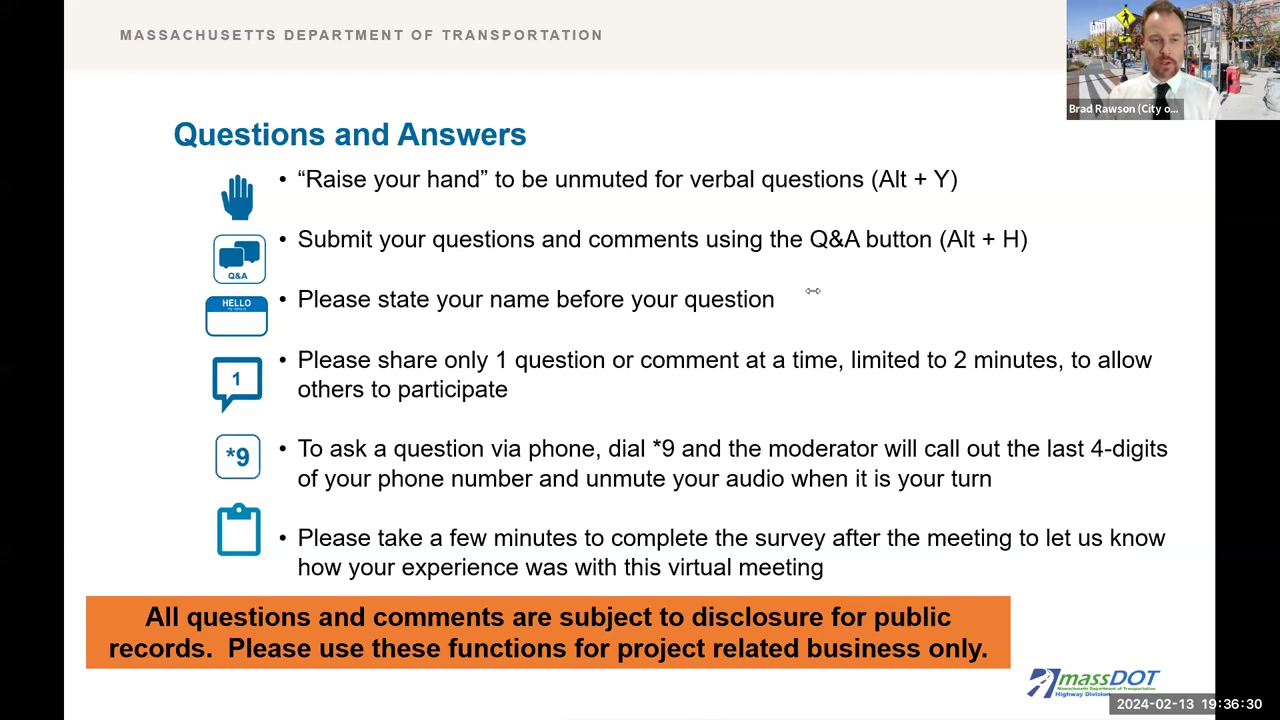 MASSACHUSETTS DEPARTMENT OF TRANSPORTATION
Brad Rawson (City o...
Questions and Answers
• “Raise your hand” to be unmuted for verbal questions (Alt + Y)
• Submit your questions and comments using the Q&A button (Alt + H)
Q&A
HELLO
• Please state your name before your question
• Please share only 1 question or comment at a time, limited to 2 minutes, to allow
others to participate
1
*9
• To ask a question via phone, dial *9 and the moderator will call out the last 4-digits
of your phone number and unmute your audio when it is your turn
• Please take a few minutes to complete the survey after the meeting to let us know
how your experience was with this virtual meeting
All questions and comments are subject to disclosure for public
records.  Please use these functions for project related business only.
massDOT
Massachusetts Department of Transportation
Highway Division
2024-02-13 19:36:30